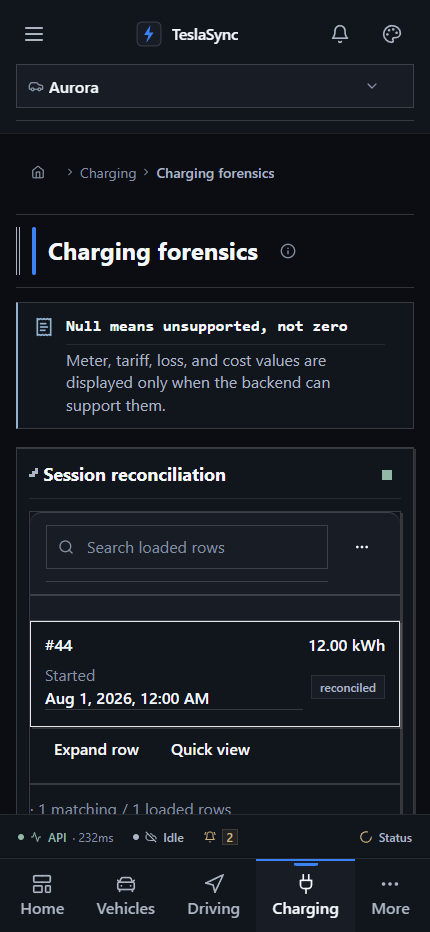 TeslaSync
Aurora
Charging
Charging forensics
Charging forensics
Null means unsupported, not zero
Meter, tariff, loss, and cost values are
displayed only when the backend can
support them.
Session reconciliation
Search loaded rows
#44
12.00 kWh
Started
Aug 1, 2026, 12:00 AM
reconciled
Expand row
Quick view
· 1 matching / 1 loaded rows
API · 232ms
Idle
2
Status
Home
Vehicles
Driving
Charging
More